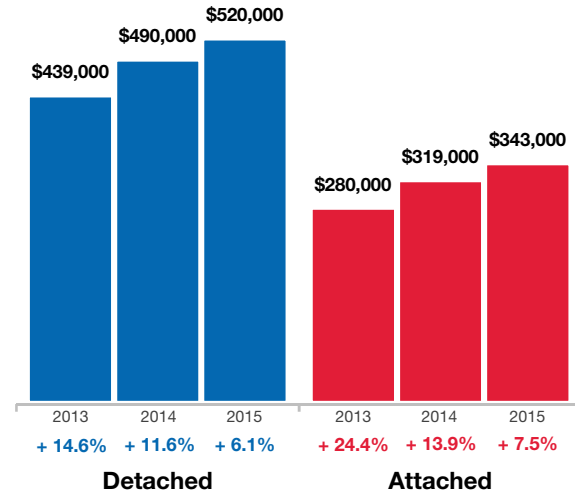 $520,000
$490,000
$439,000
$343,000
$319,000
$280,000
2013 2014 2015 2013 2014 2015
+ 14.6% + 11.6% + 6.1% + 24.4% + 13.9% + 7.5%
Detached Attached